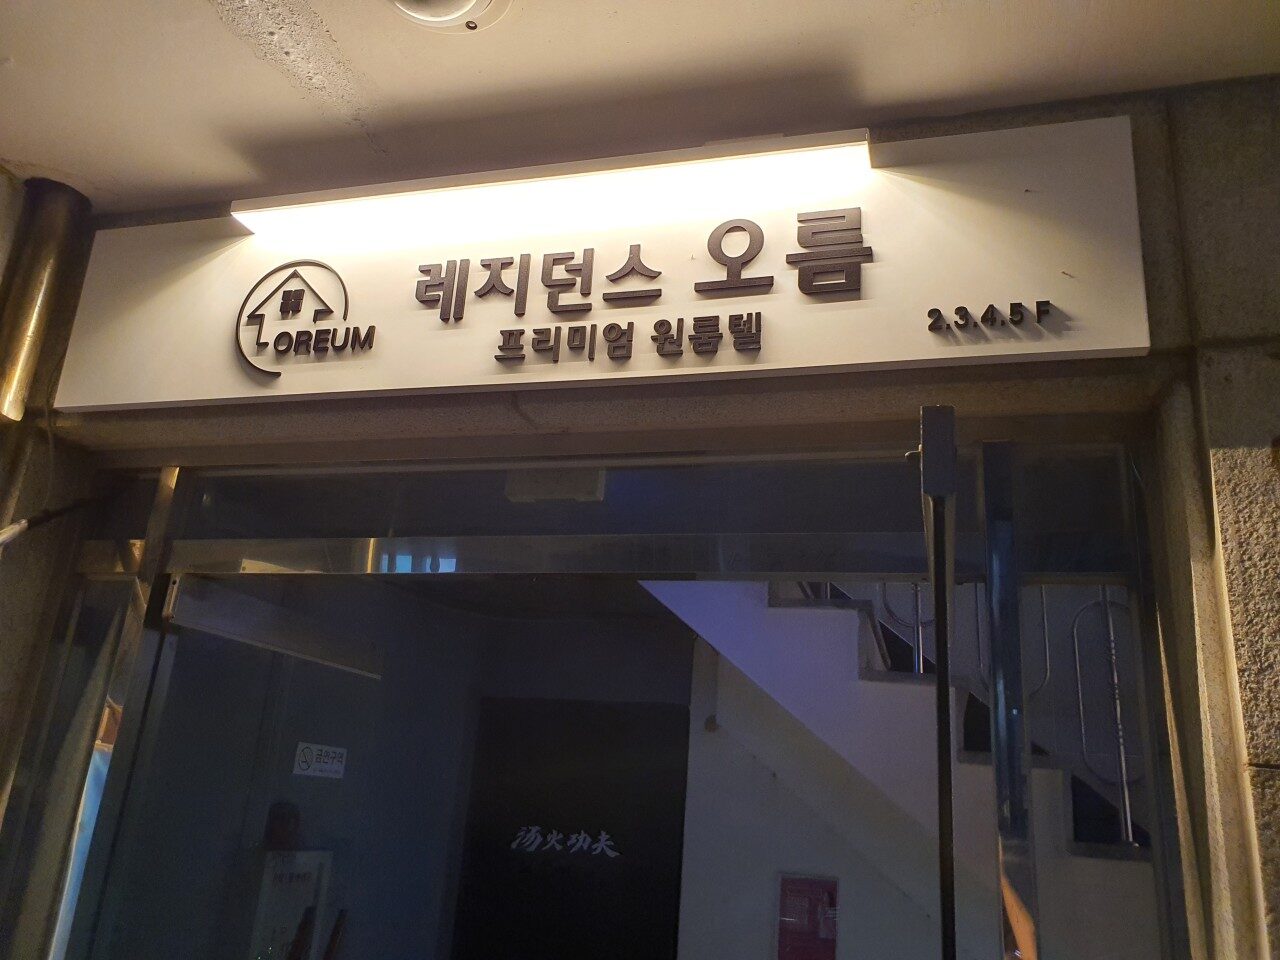 OREUM
레지던스 오름
프리미엄 원룸텔
2.3.4.5 F
금연구역
汤火功夫